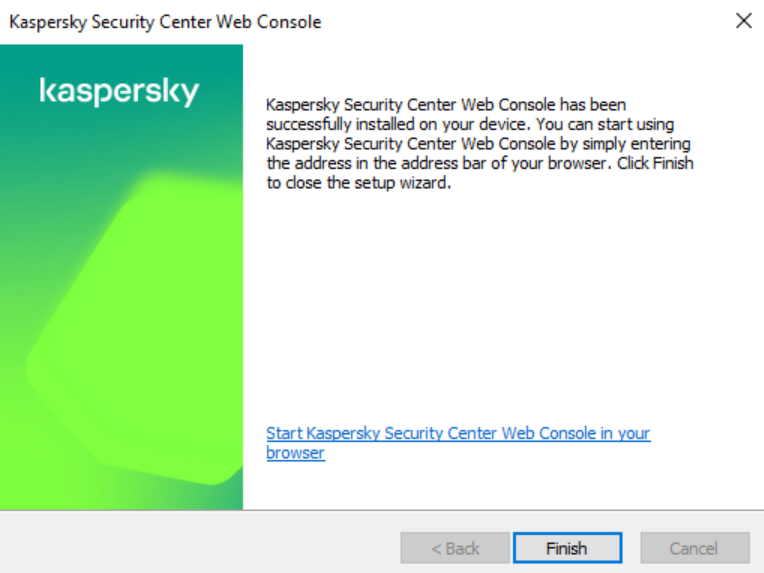 Kaspersky Security Center Web Console
kaspersky
Kaspersky Security Center Web Console has been
successfully installed on your device. You can start using
Kaspersky Security Center Web Console by simply entering
the address in the address bar of your browser. Click Finish
to close the setup wizard.
Start Kaspersky Security Center Web Console in your
browser
< Back
Finish
Cancel